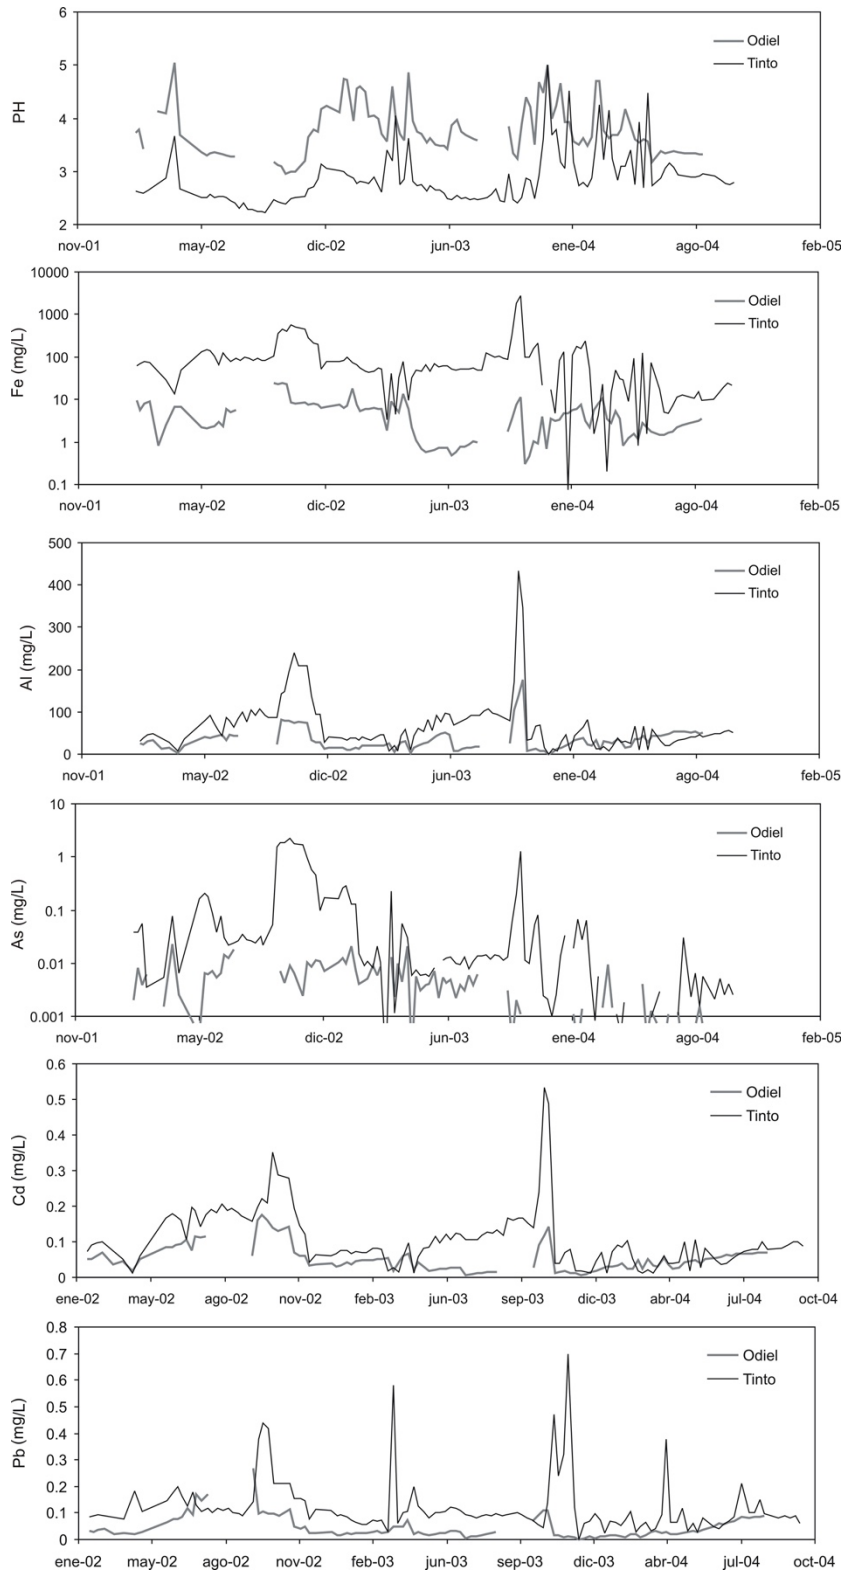 6
Odiel
5
Tinto
PH
4
3
2
nov-01 may-02 dic-02 jun-03 ene-04 ago-04 feb-05
10000
Odiel
1000
Tinto
Fe (mg/L)
100
10
1
0.1
nov-01 may-02 dic-02 jun-03 ene-04 ago-04 feb-05
500
Odiel
400
Tinto
Al (mg/L)
300
200
100
0
nov-01 may-02 dic-02 jun-03 ene-04 ago-04 feb-05
10
Odiel
1
Tinto
As (mg/L)
0.1
0.01
0.001
nov-01 may-02 dic-02 jun-03 ene-04 ago-04 feb-05
0.6
Odiel
0.5
Tinto
0.4
Cd (mg/L)
0.3
0.2
0.1
0
ene-02 may-02 ago-02 nov-02 feb-03 jun-03 sep-03 dic-03 abr-04 jul-04 oct-04
0.8
Odiel
0.7
Tinto
0.6
0.5
Pb (mg/L)
0.4
0.3
0.2
0.1
0
ene-02 may-02 ago-02 nov-02 feb-03 jun-03 sep-03 dic-03 abr-04 jul-04 oct-04